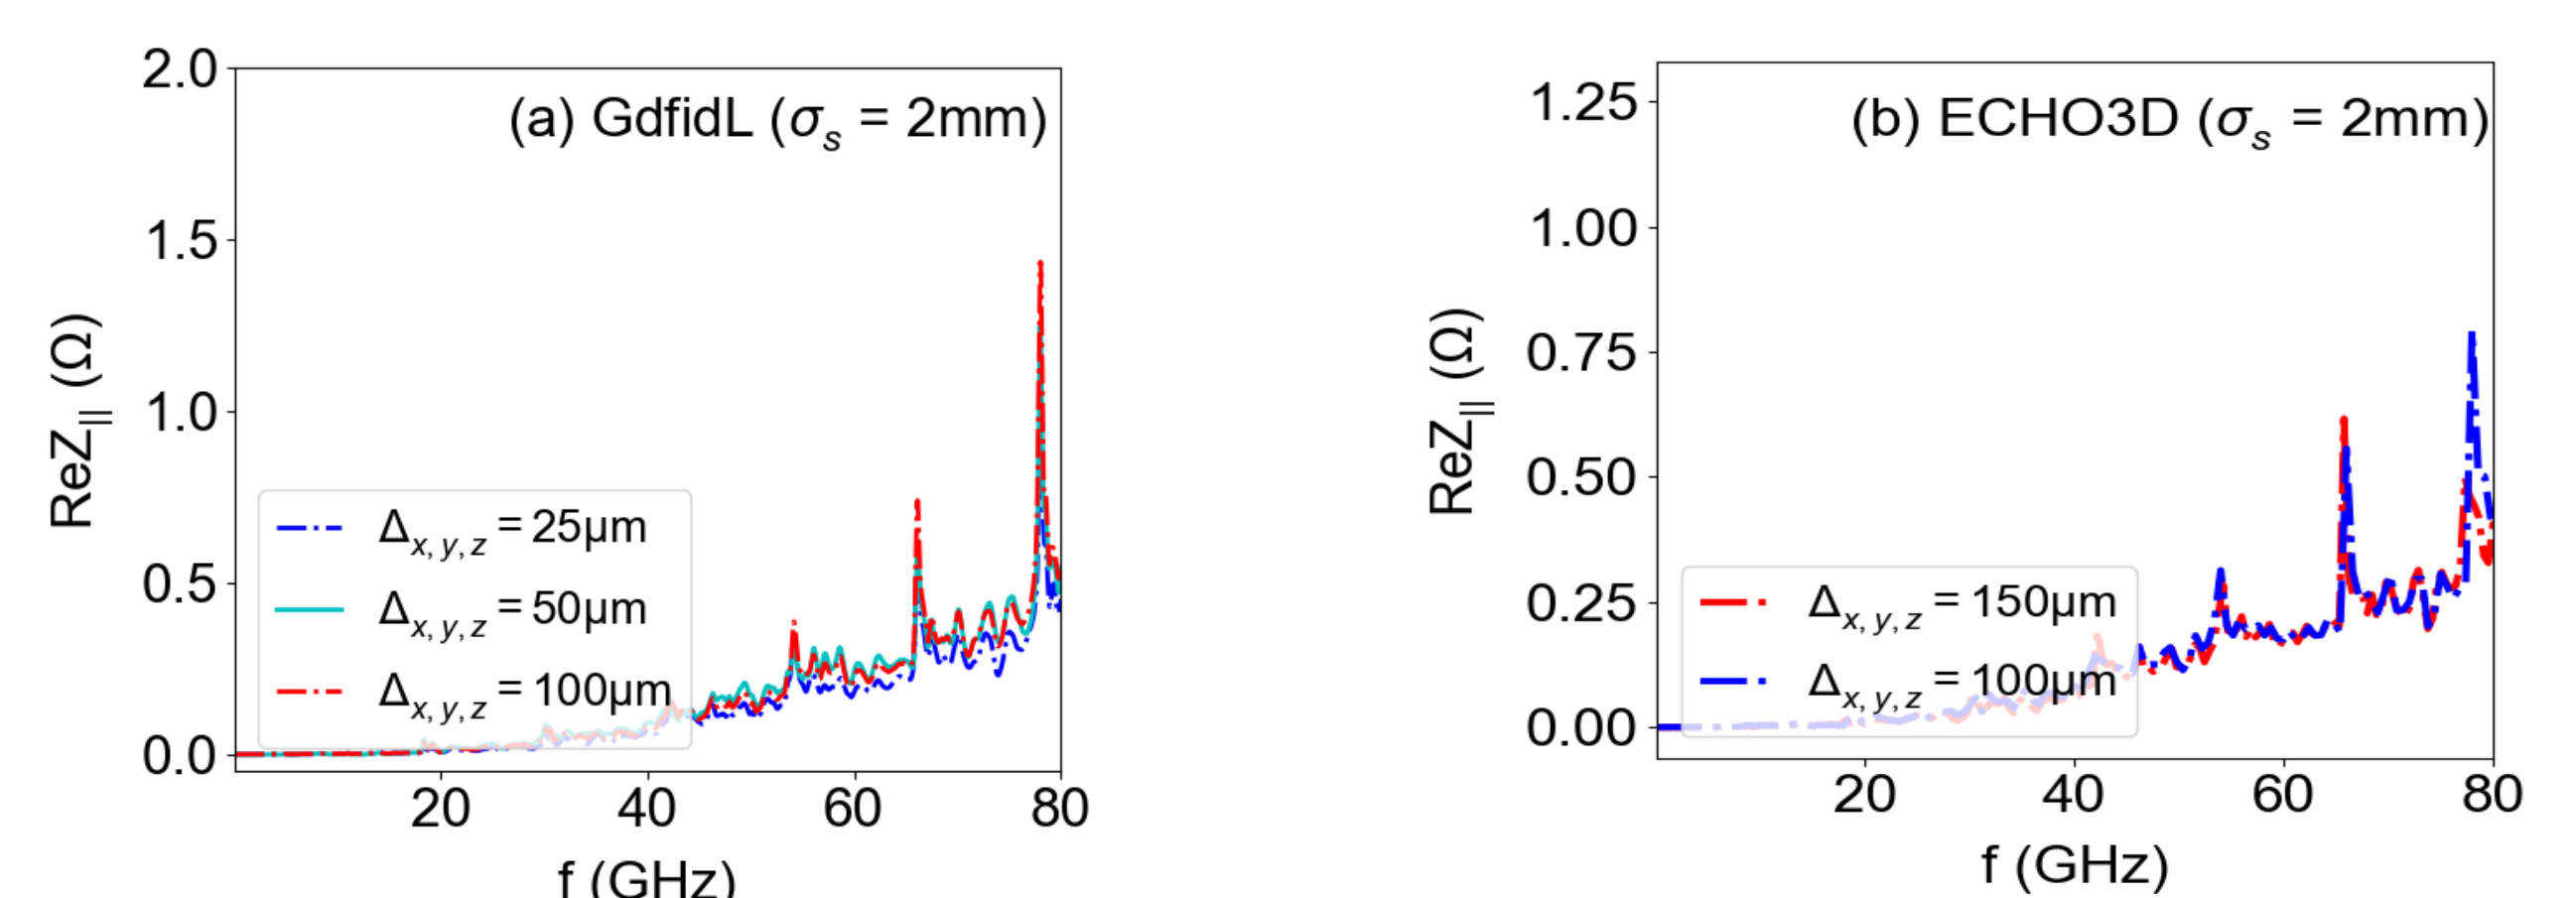 (a) GdfidL (σs = 2mm)
2.0
1.5
1.0
0.5
0.0
ReZ|| (Ω)
Δx, y, z = 25μm
Δx, y, z = 50μm
Δx, y, z = 100μm
20 40 60 80
f (GHz)
(b) ECHO3D (σs = 2mm)
1.25
1.00
0.75
0.50
0.25
0.00
ReZ|| (Ω)
Δx, y, z = 150μm
Δx, y, z = 100μm
20 40 60 80
f (GHz)